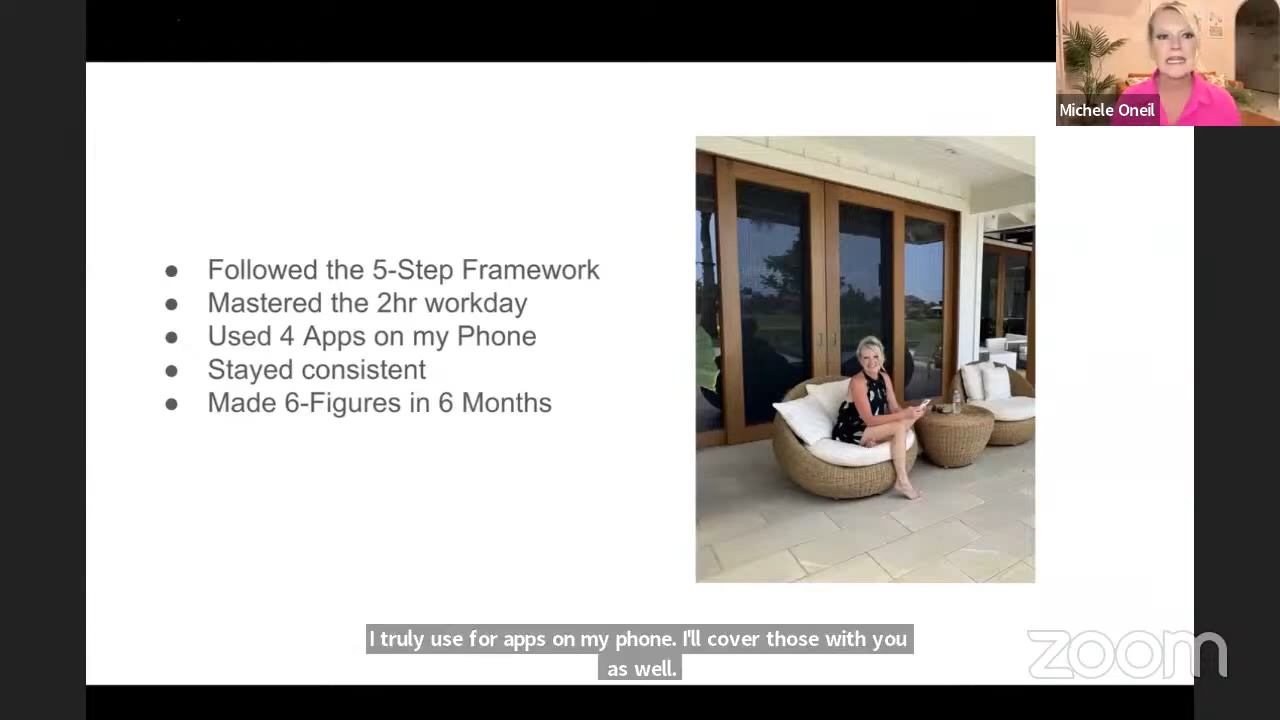 Michele Oneil
● Followed the 5-Step Framework
● Mastered the 2hr workday
● Used 4 Apps on my Phone
● Stayed consistent
● Made 6-Figures in 6 Months
I truly use for apps on my phone. I'll cover those with you
as well.
zoom